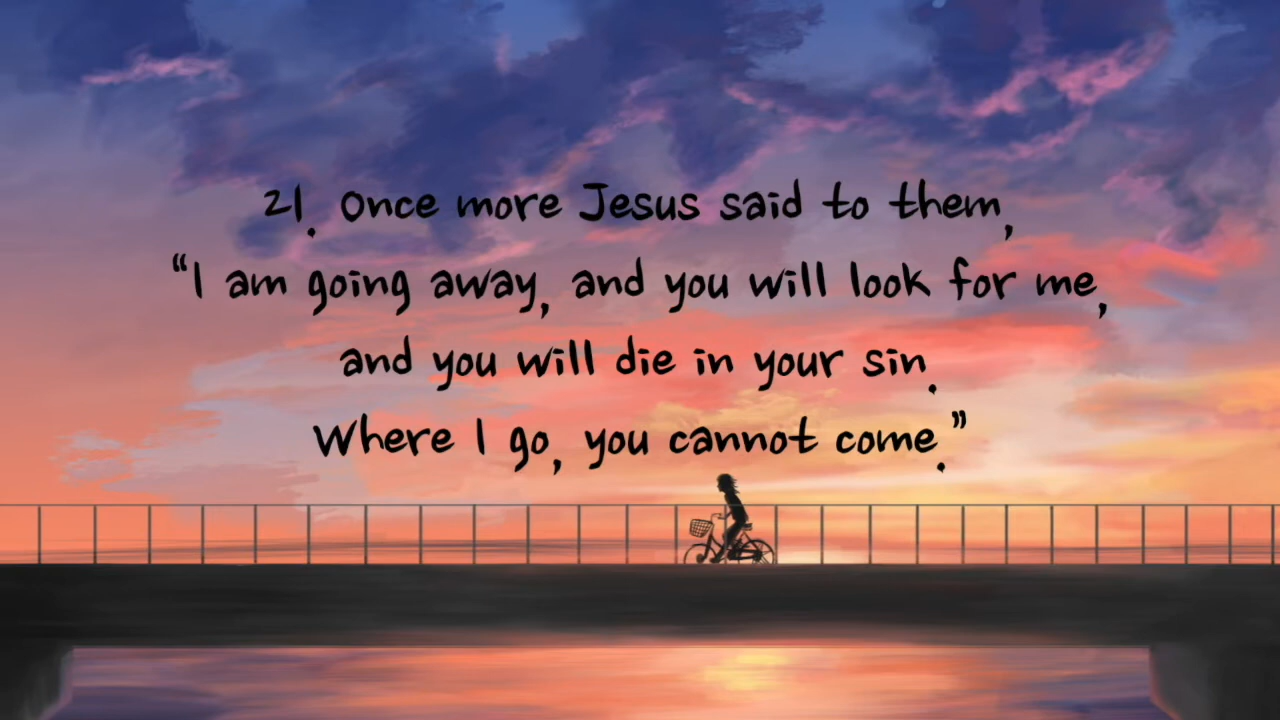 21. Once more Jesus said to them,
“I am going away, and you will look for me,
and you will die in your sin.
Where I go, you cannot come.”